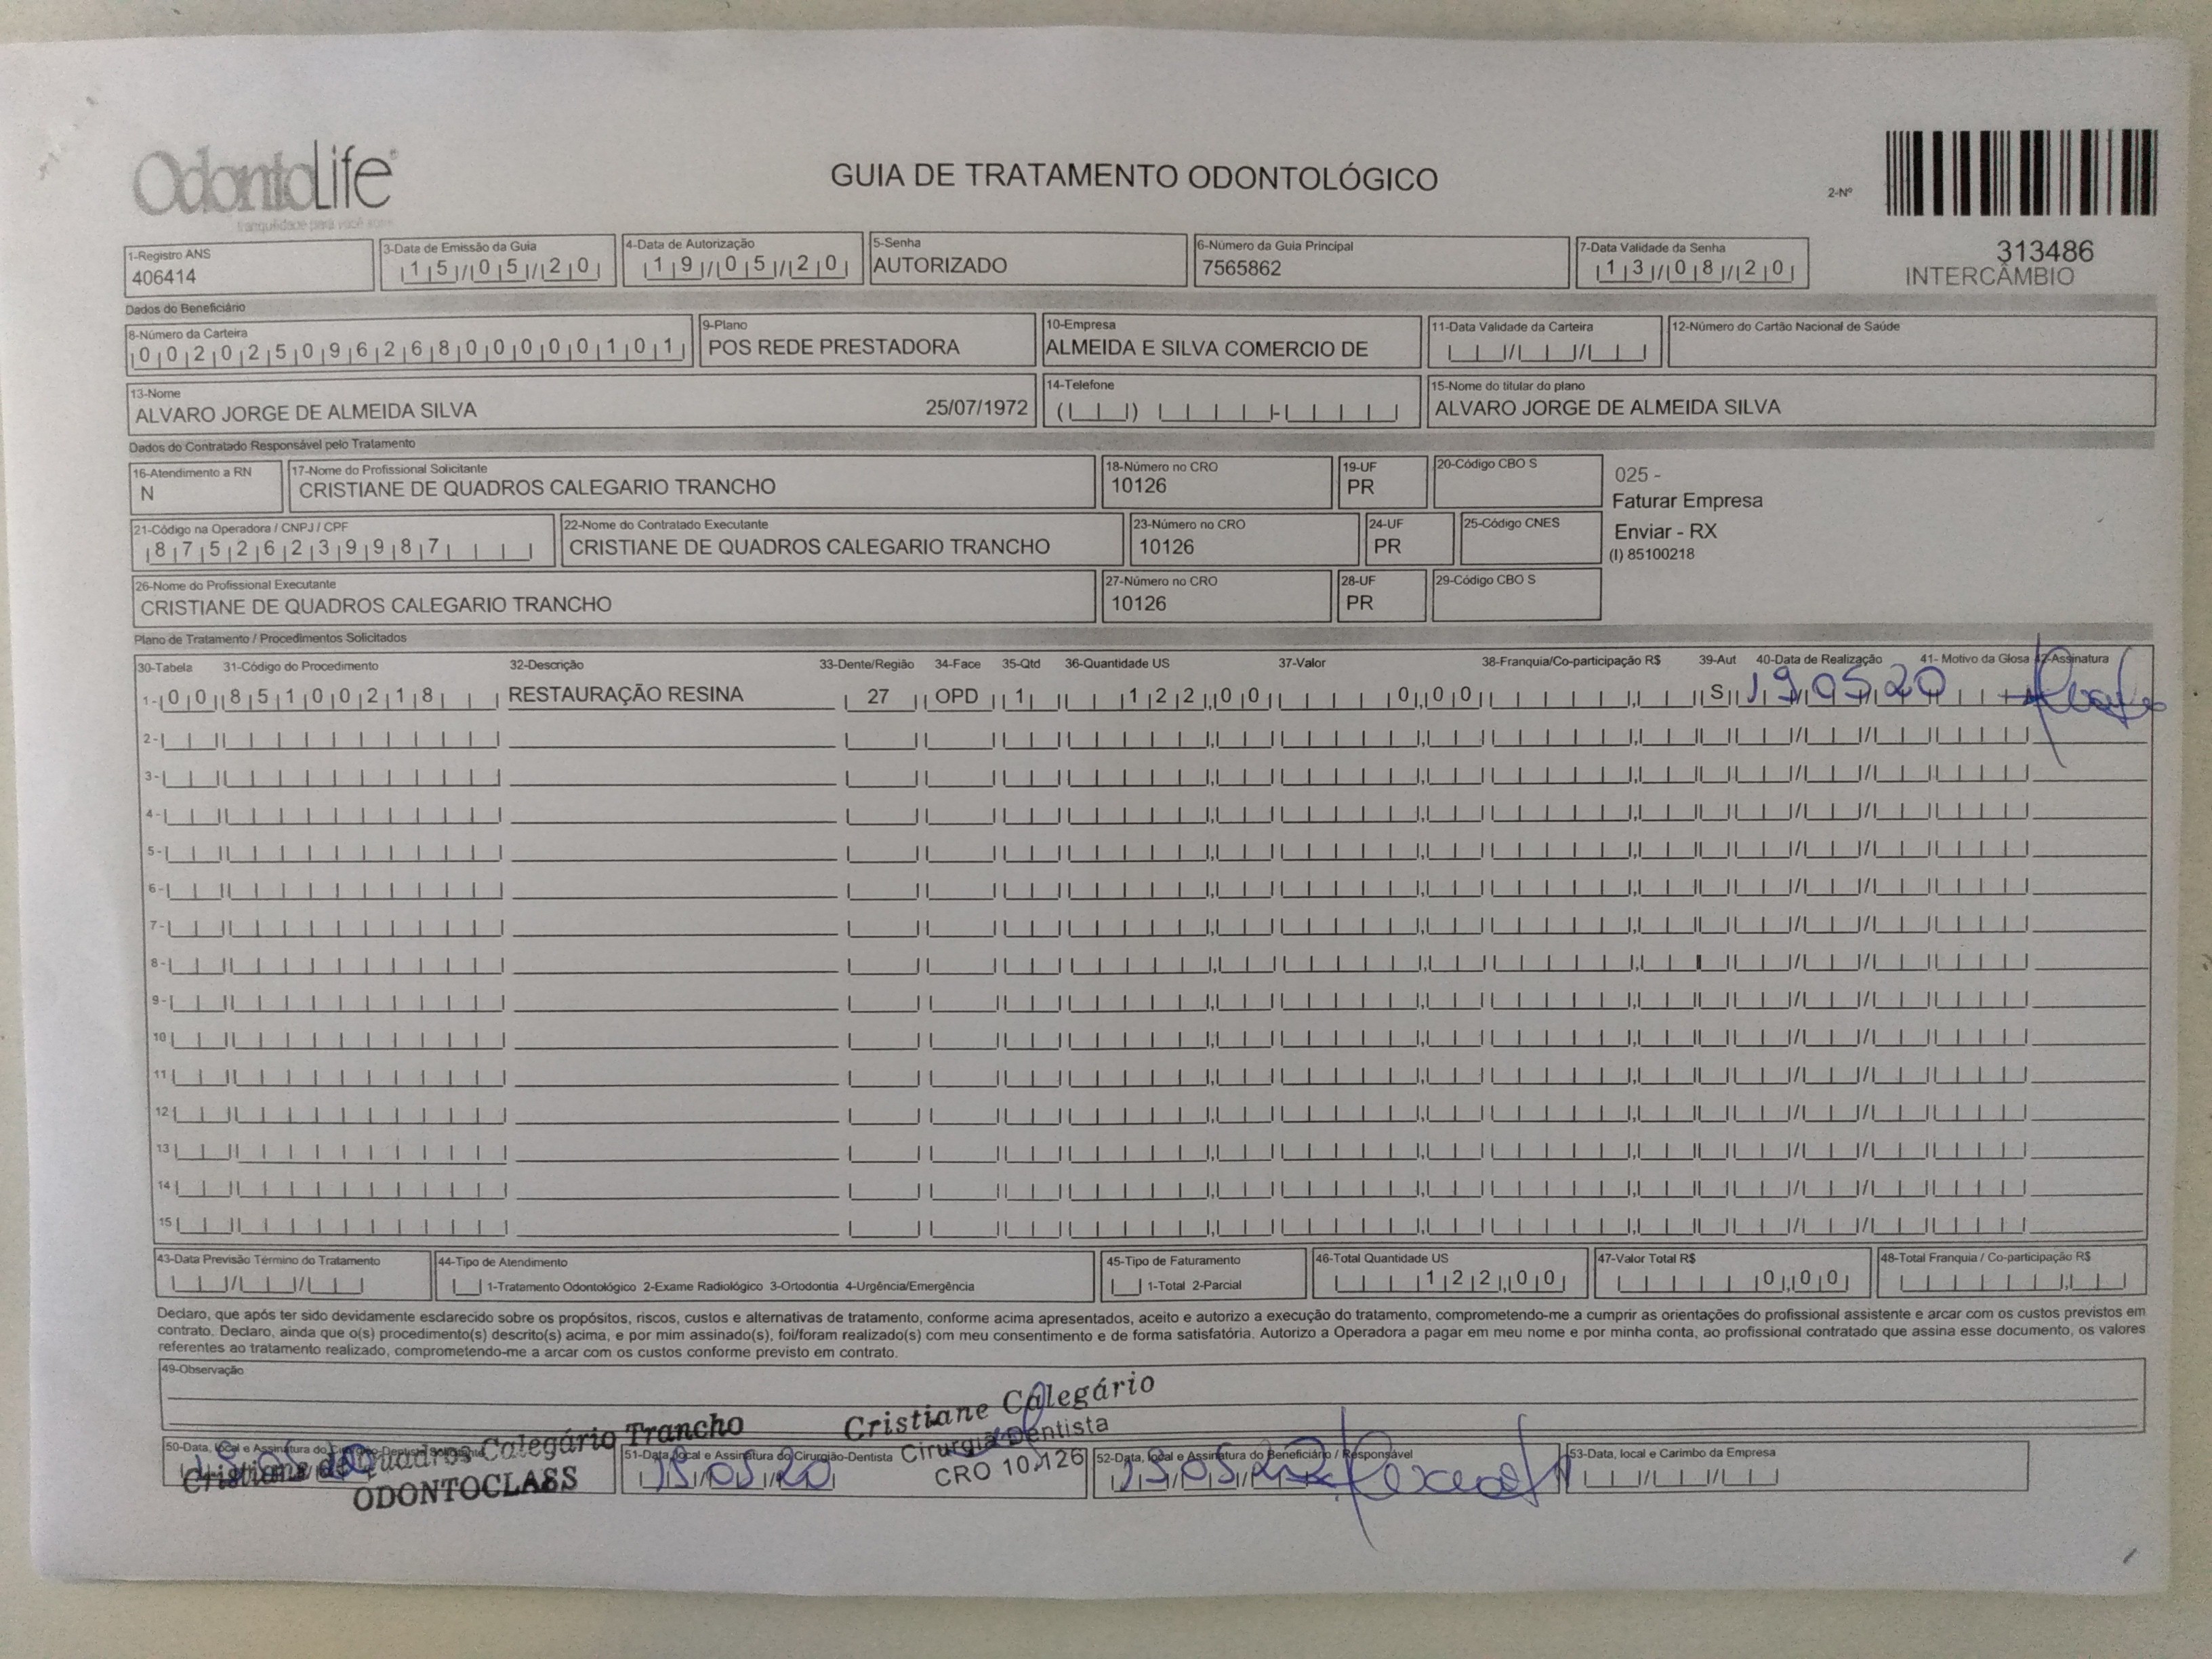 OdontoLife®
tranquilidade para você
GUIA DE TRATAMENTO ODONTOLÓGICO
2-Nº
313486
INTERCÂMBIO
1-Registro ANS
406414
3-Data de Emissão da Guia
15/05/20
4-Data de Autorização
19/05/20
5-Senha
AUTORIZADO
6-Número da Guia Principal
7565862
7-Data Validade da Senha
13/08/20
Dados do Beneficiário
8-Número da Carteira
00202509626800000101
9-Plano
POS REDE PRESTADORA
10-Empresa
ALMEIDA E SILVA COMERCIO DE
11-Data Validade da Carteira
12-Número do Cartão Nacional de Saúde
13-Nome
ALVARO JORGE DE ALMEIDA SILVA 25/07/1972
14-Telefone
15-Nome do titular do plano
ALVARO JORGE DE ALMEIDA SILVA
Dados do Contratado Responsável pelo Tratamento
16-Atendimento a RN
N
17-Nome do Profissional Solicitante
CRISTIANE DE QUADROS CALEGARIO TRANCHO
18-Número no CRO
10126
19-UF
PR
20-Código CBO S
025 -
Faturar Empresa
Enviar - RX
(I) 85100218
21-Código na Operadora / CNPJ / CPF
87526239987
22-Nome do Contratado Executante
CRISTIANE DE QUADROS CALEGARIO TRANCHO
23-Número no CRO
10126
24-UF
PR
25-Código CNES
26-Nome do Profissional Executante
CRISTIANE DE QUADROS CALEGARIO TRANCHO
27-Número no CRO
10126
28-UF
PR
29-Código CBO S
Plano de Tratamento / Procedimentos Solicitados
30-Tabela 31-Código do Procedimento 32-Descrição 33-Dente/Região 34-Face 35-Qtd 36-Quantidade US 37-Valor 38-Franquia/Co-participação R$ 39-Aut 40-Data de Realização 41- Motivo da Glosa 42-Assinatura
1- 00 85100218 RESTAURAÇÃO RESINA 27 OPD 1 122,00 0,00 S 19/05/20
2-
3-
4-
5-
6-
7-
8-
9-
10
11
12
13
14
15
43-Data Previsão Término do Tratamento
44-Tipo de Atendimento
1-Tratamento Odontológico 2-Exame Radiológico 3-Ortodontia 4-Urgência/Emergência
45-Tipo de Faturamento
1-Total 2-Parcial
46-Total Quantidade US
122,00
47-Valor Total R$
0,00
48-Total Franquia / Co-participação R$
Declaro, que após ter sido devidamente esclarecido sobre os propósitos, riscos, custos e alternativas de tratamento, conforme acima apresentados, aceito e autorizo a execução do tratamento, comprometendo-me a cumprir as orientações do profissional assistente e arcar com os custos previstos em
contrato. Declaro, ainda que o(s) procedimento(s) descrito(s) acima, e por mim assinado(s), foi/foram realizado(s) com meu consentimento e de forma satisfatória. Autorizo a Operadora a pagar em meu nome e por minha conta, ao profissional contratado que assina esse documento, os valores
referentes ao tratamento realizado, comprometendo-me a arcar com os custos conforme previsto em contrato.
49-Observação
50-Data, local e Assinatura do Cirurgião-Dentista Solicitante
Cristiane de Quadros Calegário Trancho
ODONTOCLASS
51-Data, local e Assinatura do Cirurgião-Dentista
Cristiane Calegário
Cirurgiã Dentista
CRO 10.126
52-Data, local e Assinatura do Beneficiário / Responsável
53-Data, local e Carimbo da Empresa